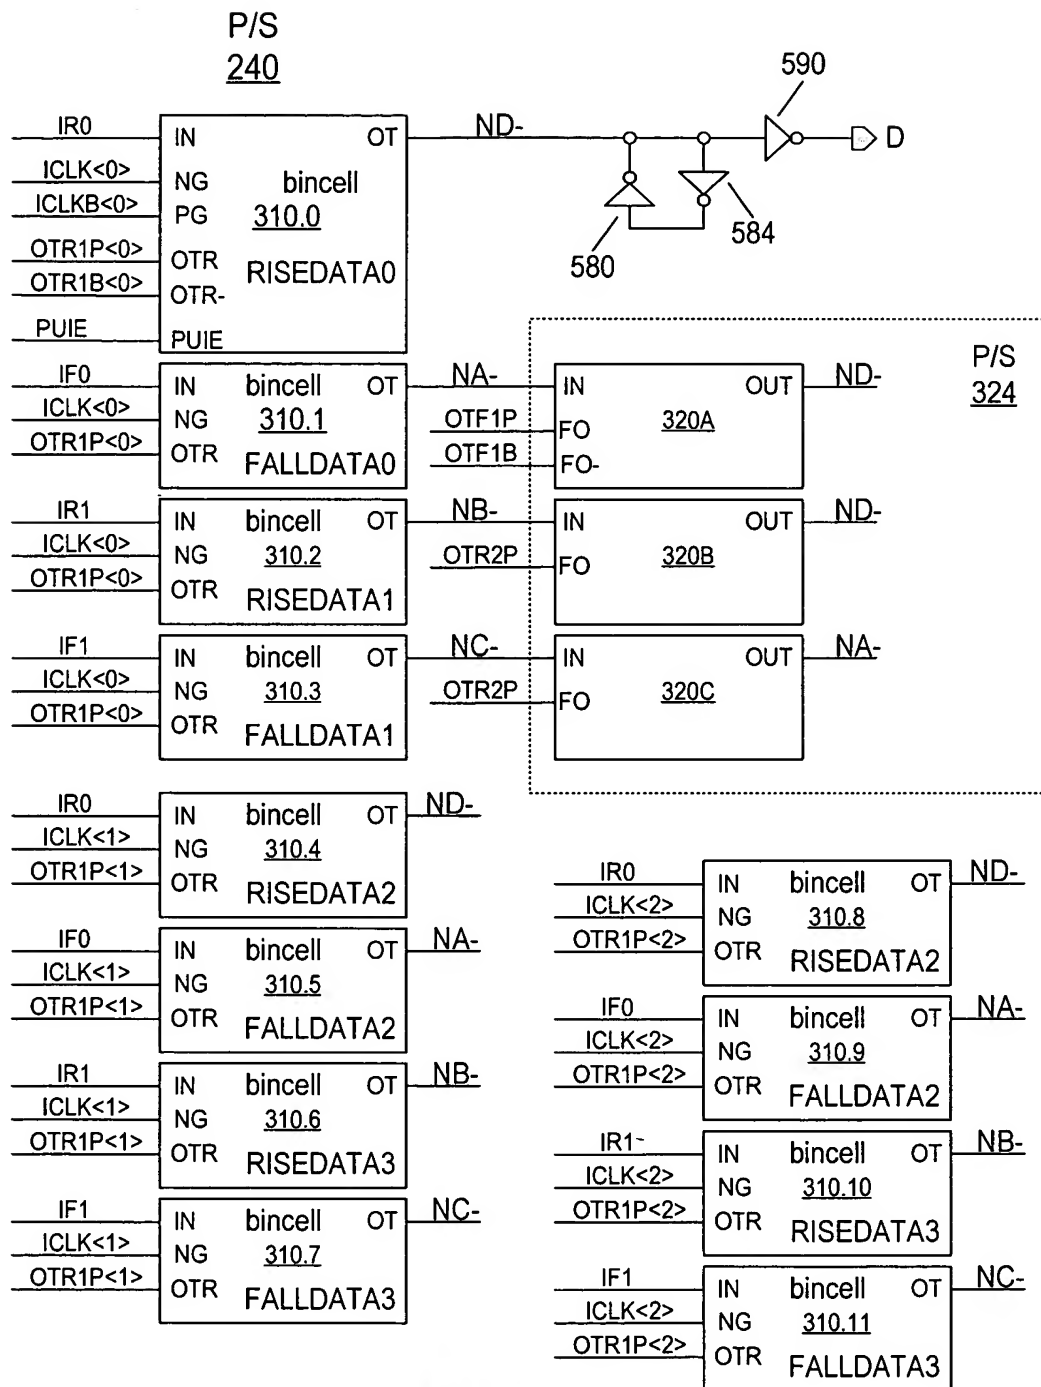 P/S
240
590
IR0
IN
OT
ND-
D
ICLK<0>
NG
bincell
ICLKB<0>
PG
310.0
584
OTR1P<0>
OTR
RISEDATA0
580
OTR1B<0>
OTR-
PUIE
PUIE
P/S
324
IF0
IN
bincell
OT
NA-
IN
OUT
ND-
ICLK<0>
NG
310.1
OTF1P
FO
320A
OTR1P<0>
OTR
FALLDATA0
OTF1B
FO-
IR1
IN
bincell
OT
NB-
IN
OUT
ND-
ICLK<0>
NG
310.2
OTR2P
FO
320B
OTR1P<0>
OTR
RISEDATA1
IF1
IN
bincell
OT
NC-
IN
OUT
NA-
ICLK<0>
NG
310.3
OTR2P
FO
320C
OTR1P<0>
OTR
FALLDATA1
IR0
IN
bincell
OT
ND-
ICLK<1>
NG
310.4
OTR1P<1>
OTR
RISEDATA2
IF0
IN
bincell
OT
NA-
ICLK<1>
NG
310.5
OTR1P<1>
OTR
FALLDATA2
IR1
IN
bincell
OT
NB-
ICLK<1>
NG
310.6
OTR1P<1>
OTR
RISEDATA3
IF1
IN
bincell
OT
NC-
ICLK<1>
NG
310.7
OTR1P<1>
OTR
FALLDATA3
IR0
IN
bincell
OT
ND-
ICLK<2>
NG
310.8
OTR1P<2>
OTR
RISEDATA2
IF0
IN
bincell
OT
NA-
ICLK<2>
NG
310.9
OTR1P<2>
OTR
FALLDATA2
IR1
IN
bincell
OT
NB-
ICLK<2>
NG
310.10
OTR1P<2>
OTR
RISEDATA3
IF1
IN
bincell
OT
NC-
ICLK<2>
NG
310.11
OTR1P<2>
OTR
FALLDATA3